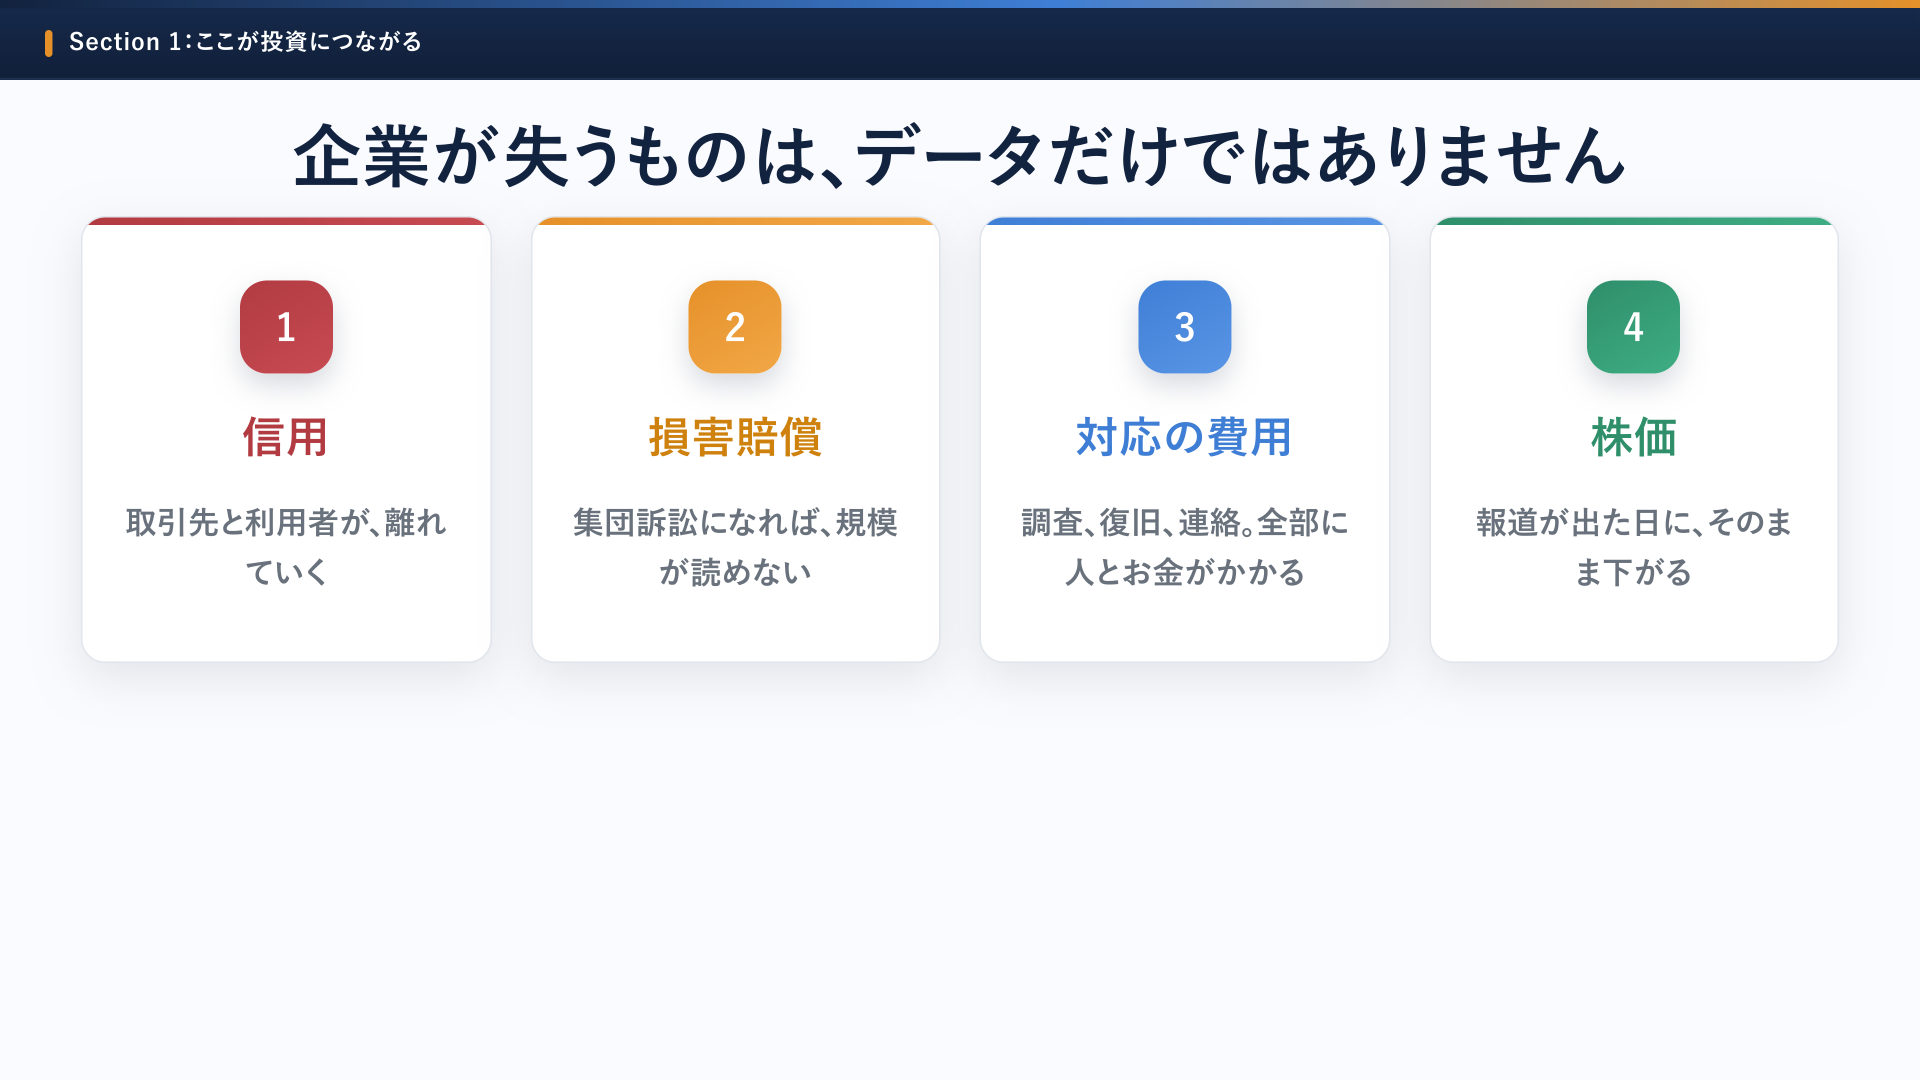 Section 1：ここが投資につながる
企業が失うものは、データだけではありません
1
信用
取引先と利用者が、離れ
ていく
2
損害賠償
集団訴訟になれば、規模
が読めない
3
対応の費用
調査、復旧、連絡。全部に
人とお金がかかる
4
株価
報道が出た日に、そのま
ま下がる